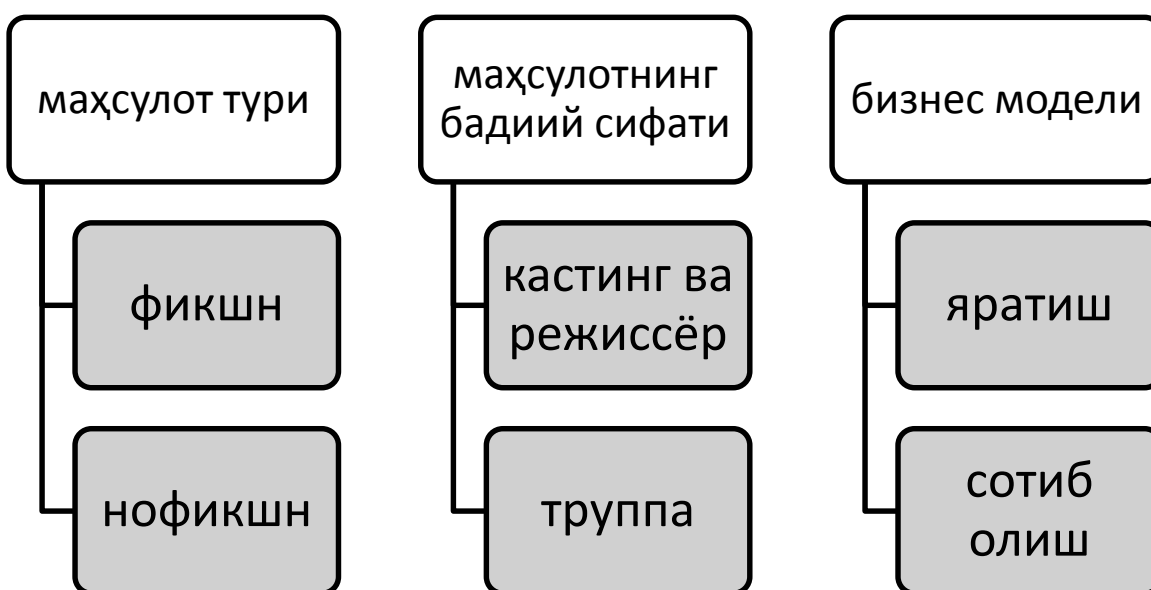 маҳсулот тури
фикшн
нофикшн
маҳсулотнинг
бадиий сифати
кастинг ва
режиссёр
труппа
бизнес модели
яратиш
сотиб
олиш